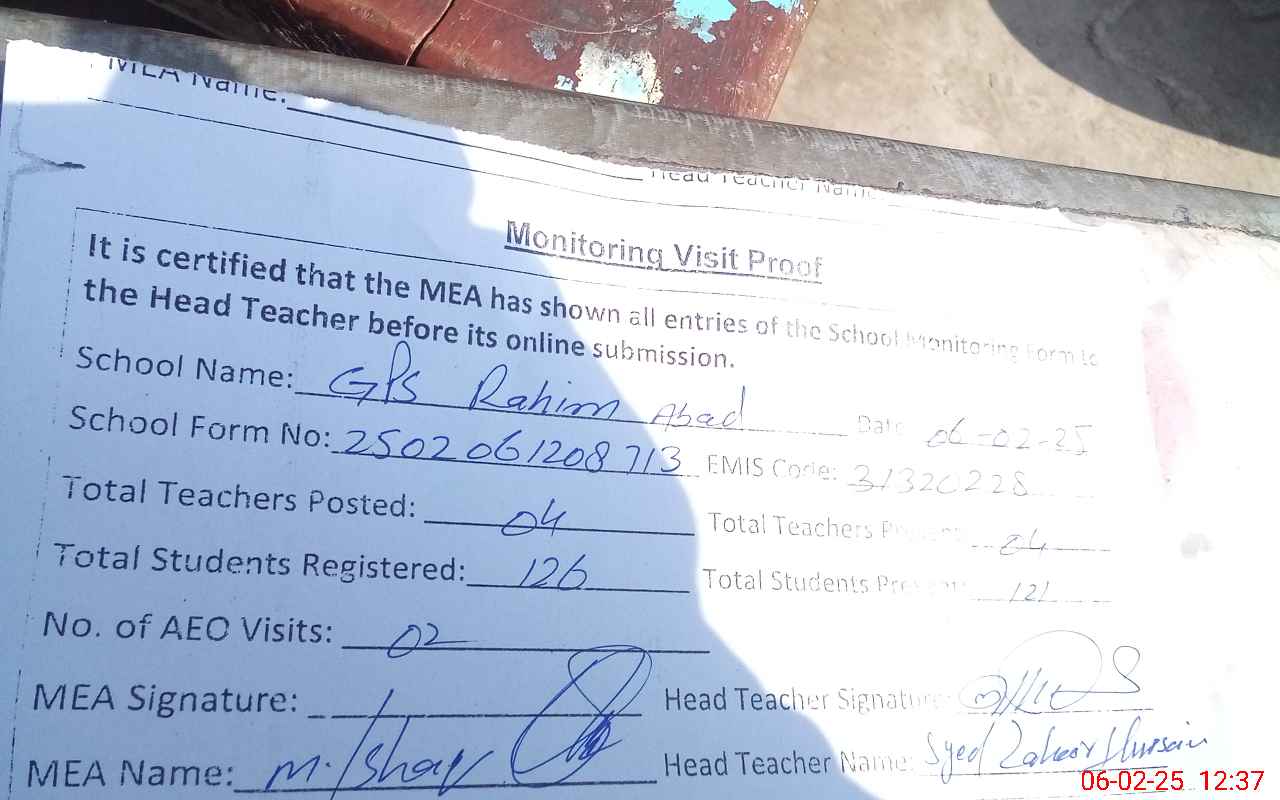 MEA Name:
Head Teacher Name:
Monitoring Visit Proof
It is certified that the MEA has shown all entries of the School Monitoring Form to
the Head Teacher before its online submission.
School Name: GPS Rahim Abad Date 06-02-25
School Form No: 2502061208713 EMIS Code: 31320228
Total Teachers Posted: 04 Total Teachers Present: 04
Total Students Registered: 126 Total Students Present: 121
No. of AEO Visits: 02
MEA Signature: Head Teacher Signature:
MEA Name: Head Teacher Name: Syed Zaheer Hussain
06-02-25 12:37